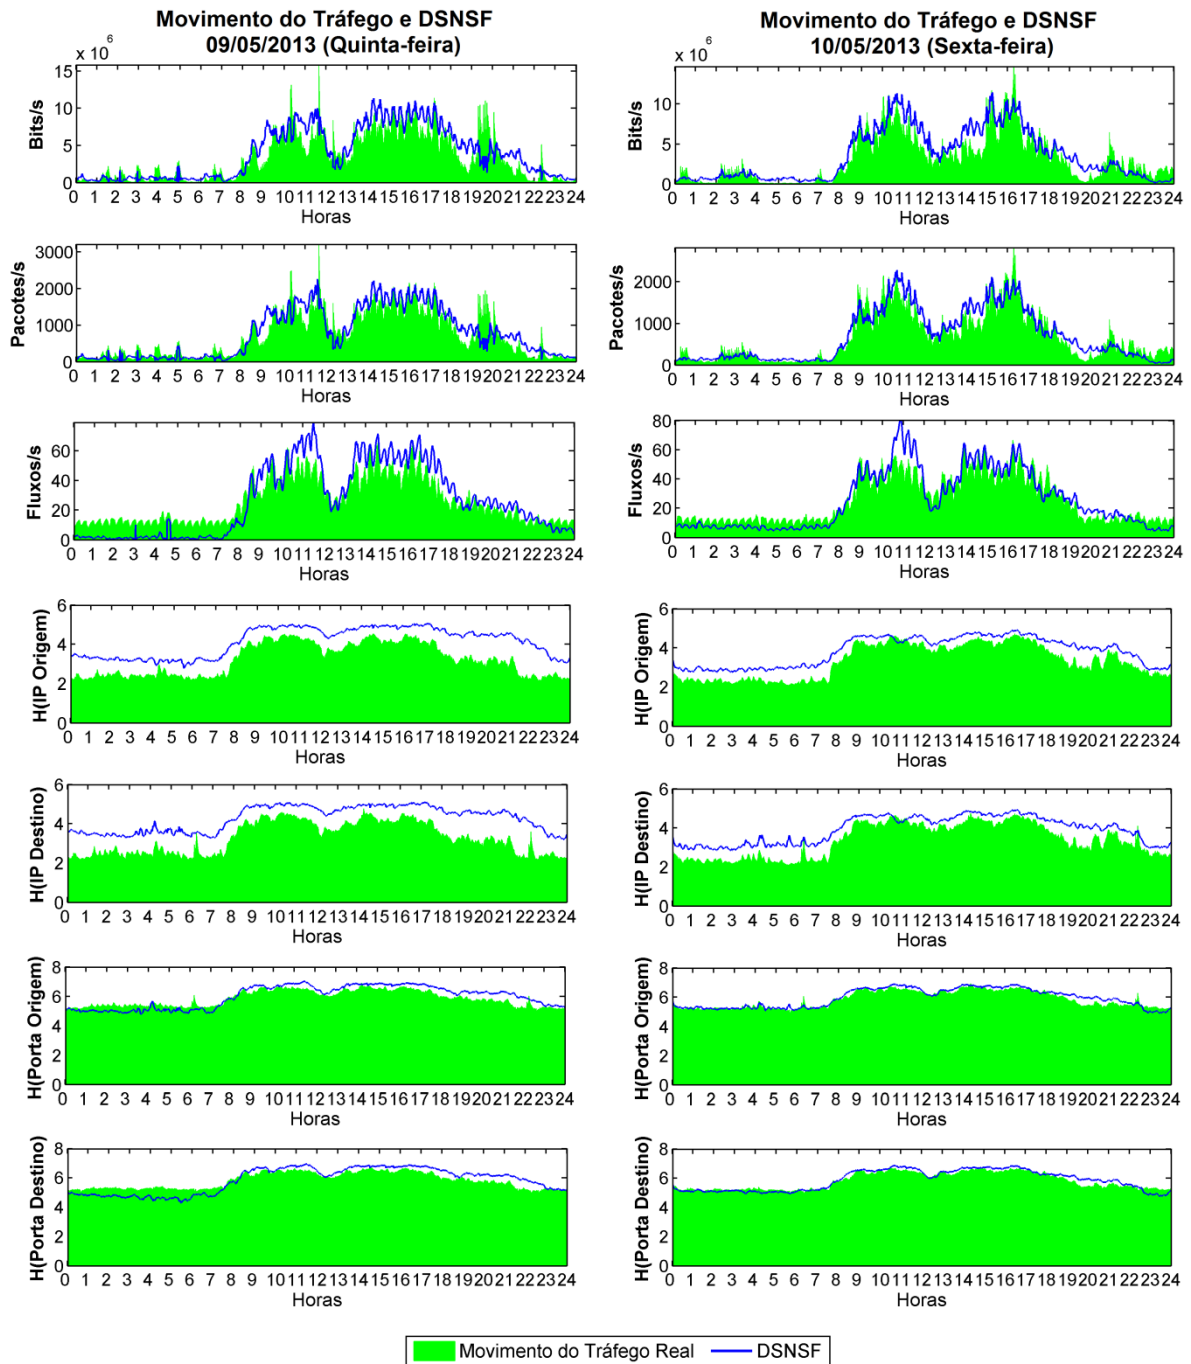 Movimento do Tráfego e DSNSF
09/05/2013 (Quinta-feira)
x 10 6
15
10
5
0
Bits/s
0 1 2 3 4 5 6 7 8 9 10 11 12 13 14 15 16 17 18 19 20 21 22 23 24
Horas
3000
2000
1000
0
Pacotes/s
0 1 2 3 4 5 6 7 8 9 10 11 12 13 14 15 16 17 18 19 20 21 22 23 24
Horas
60
40
20
0
Fluxos/s
0 1 2 3 4 5 6 7 8 9 10 11 12 13 14 15 16 17 18 19 20 21 22 23 24
Horas
6
4
2
0
H(IP Origem)
0 1 2 3 4 5 6 7 8 9 10 11 12 13 14 15 16 17 18 19 20 21 22 23 24
Horas
6
4
2
0
H(IP Destino)
0 1 2 3 4 5 6 7 8 9 10 11 12 13 14 15 16 17 18 19 20 21 22 23 24
Horas
8
6
4
2
0
H(Porta Origem)
0 1 2 3 4 5 6 7 8 9 10 11 12 13 14 15 16 17 18 19 20 21 22 23 24
Horas
8
6
4
2
0
H(Porta Destino)
0 1 2 3 4 5 6 7 8 9 10 11 12 13 14 15 16 17 18 19 20 21 22 23 24
Horas
Movimento do Tráfego e DSNSF
10/05/2013 (Sexta-feira)
x 10 6
10
5
0
Bits/s
0 1 2 3 4 5 6 7 8 9 10 11 12 13 14 15 16 17 18 19 20 21 22 23 24
Horas
2000
1000
0
Pacotes/s
0 1 2 3 4 5 6 7 8 9 10 11 12 13 14 15 16 17 18 19 20 21 22 23 24
Horas
80
60
40
20
0
Fluxos/s
0 1 2 3 4 5 6 7 8 9 10 11 12 13 14 15 16 17 18 19 20 21 22 23 24
Horas
6
4
2
0
H(IP Origem)
0 1 2 3 4 5 6 7 8 9 10 11 12 13 14 15 16 17 18 19 20 21 22 23 24
Horas
6
4
2
0
H(IP Destino)
0 1 2 3 4 5 6 7 8 9 10 11 12 13 14 15 16 17 18 19 20 21 22 23 24
Horas
8
6
4
2
0
H(Porta Origem)
0 1 2 3 4 5 6 7 8 9 10 11 12 13 14 15 16 17 18 19 20 21 22 23 24
Horas
8
6
4
2
0
H(Porta Destino)
0 1 2 3 4 5 6 7 8 9 10 11 12 13 14 15 16 17 18 19 20 21 22 23 24
Horas
Movimento do Tráfego Real
DSNSF